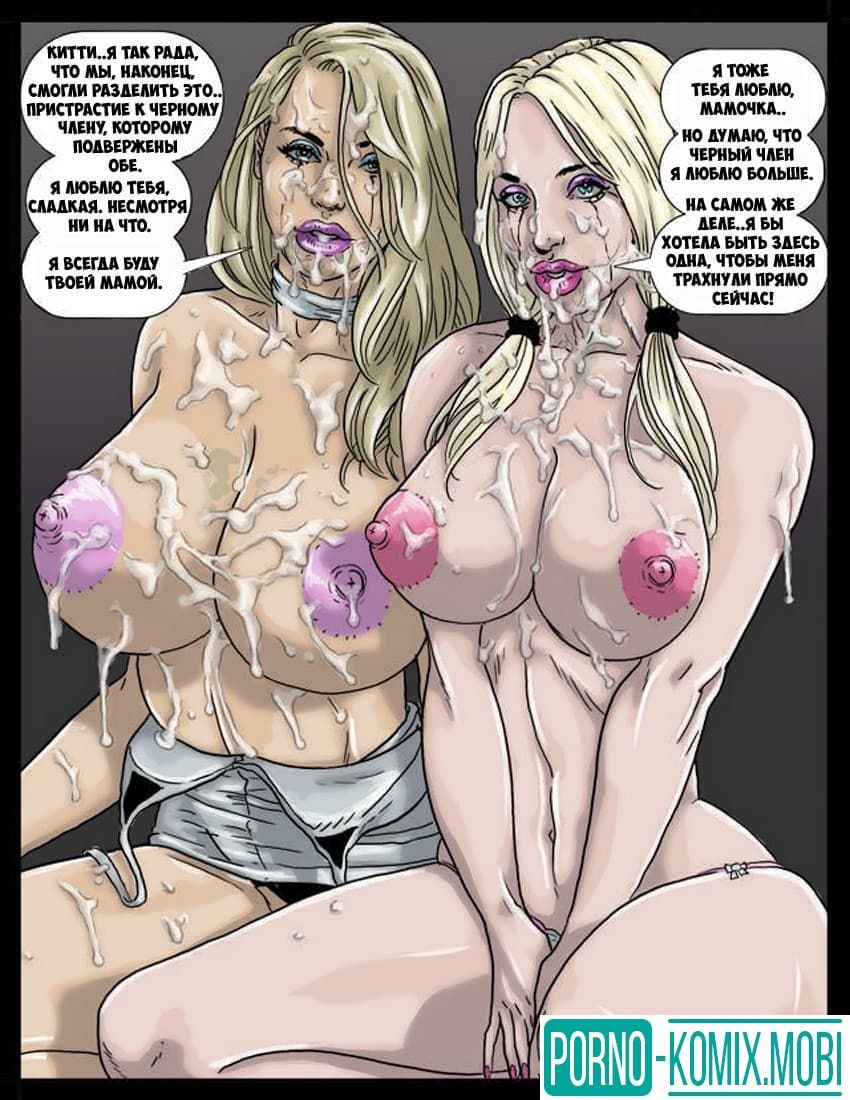 КИТТИ..Я ТАК РАДА,
ЧТО МЫ, НАКОНЕЦ,
СМОГЛИ РАЗДЕЛИТЬ ЭТО..
ПРИСТРАСТИЕ К ЧЕРНОМУ
ЧЛЕНУ, КОТОРОМУ
ПОДВЕРЖЕНЫ
ОБЕ.
Я ЛЮБЛЮ ТЕБЯ,
СЛАДКАЯ. НЕСМОТРЯ
НИ НА ЧТО.
Я ВСЕГДА БУДУ
ТВОЕЙ МАМОЙ.
Я ТОЖЕ
ТЕБЯ ЛЮБЛЮ,
МАМОЧКА..
НО ДУМАЮ, ЧТО
ЧЕРНЫЙ ЧЛЕН
Я ЛЮБЛЮ БОЛЬШЕ.
НА САМОМ ЖЕ
ДЕЛЕ..Я БЫ
ХОТЕЛА БЫТЬ ЗДЕСЬ
ОДНА, ЧТОБЫ МЕНЯ
ТРАХНУЛИ ПРЯМО
СЕЙЧАС!
PORNO-KOMIX.MOBI